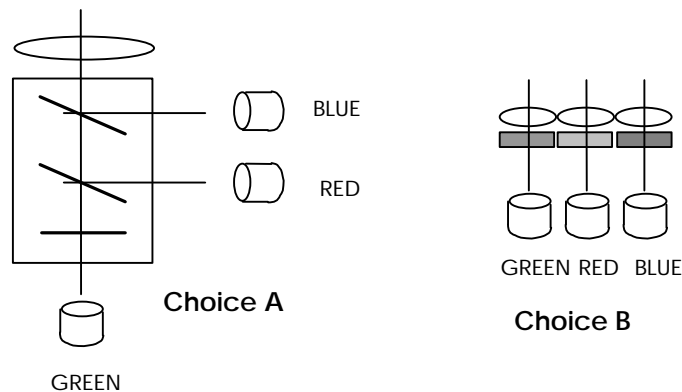 BLUE
RED
Choice A
GREEN
GREEN RED BLUE
Choice B